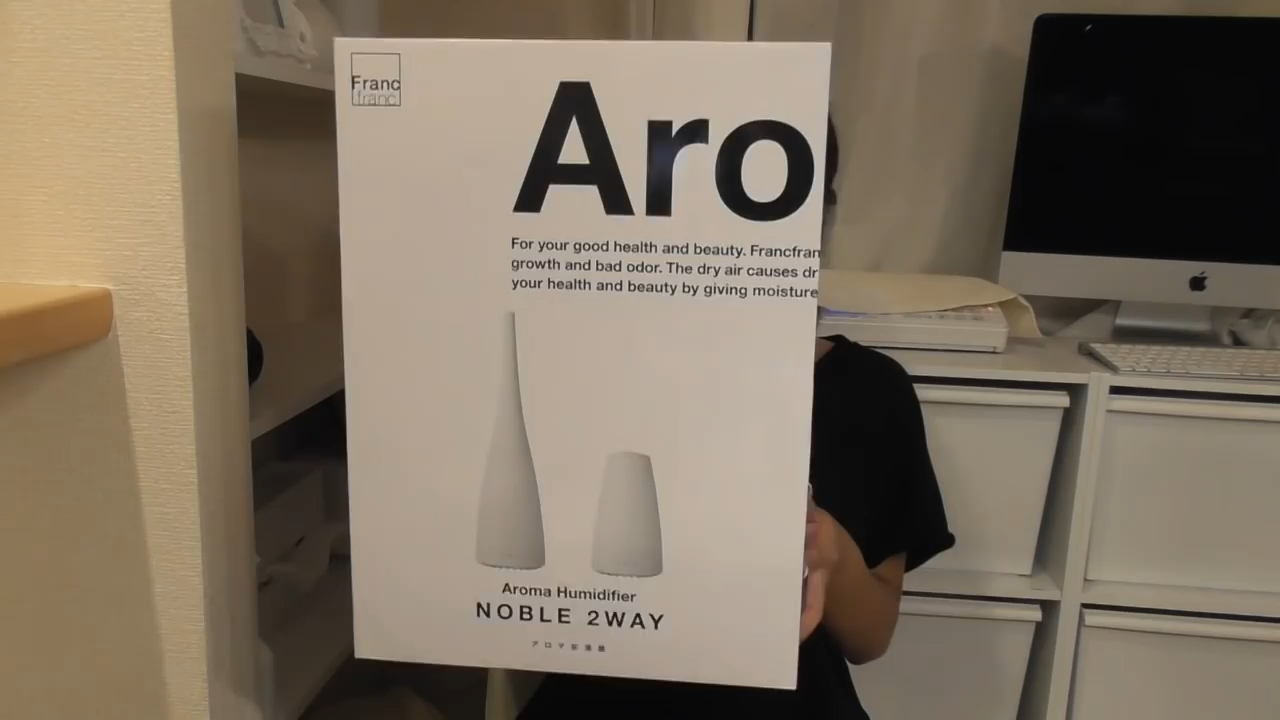 Franc
franc
Aro
For your good health and beauty. Francfran
growth and bad odor. The dry air causes dr
your health and beauty by giving moisture
Aroma Humidifier
NOBLE 2WAY
アロマ加湿器